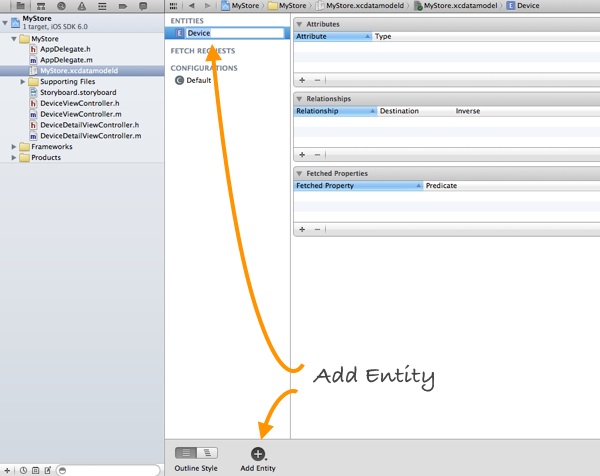 MyStore
1 target, iOS SDK 6.0
MyStore
AppDelegate.h
AppDelegate.m
MyStore.xcdatamodeld
Supporting Files
Storyboard.storyboard
DeviceViewController.h
DeviceViewController.m
DeviceDetailViewController.h
DeviceDetailViewController.m
Frameworks
Products
MyStore MyStore MyStore.xcdatamodeld MyStore.xcdatamodel E Device
ENTITIES
E Device
FETCH REQUESTS
CONFIGURATIONS
C Default
Attributes
Attribute Type
Relationships
Relationship Destination Inverse
Fetched Properties
Fetched Property Predicate
Add Entity
Outline Style Add Entity